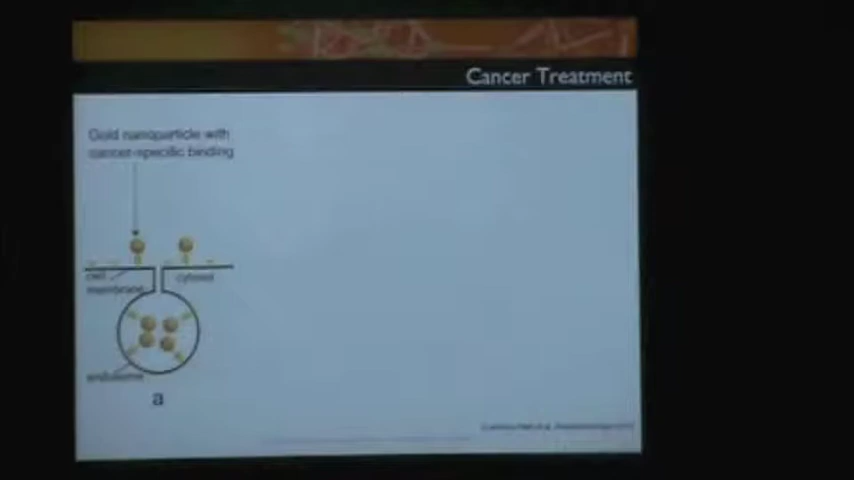 Cancer Treatment
Gold nanoparticle with
cancer-specific binding
cell
membrane
cytosol
endosome
a